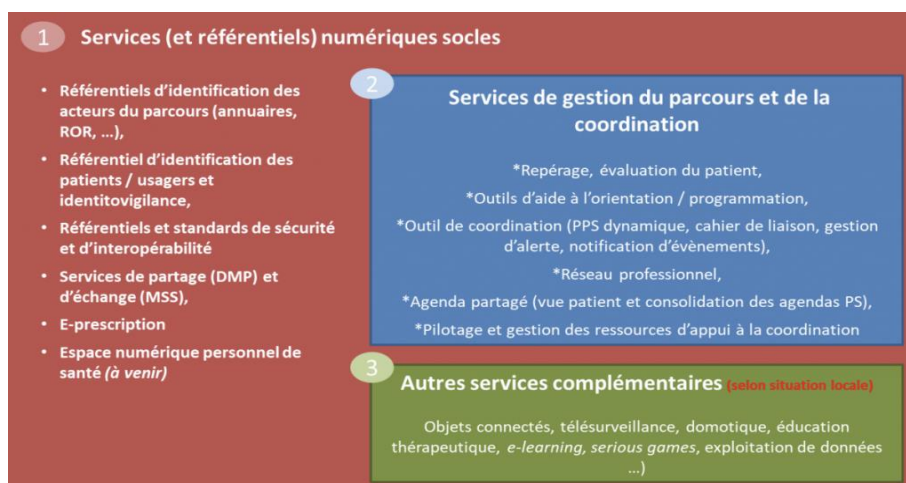 1 Services (et référentiels) numériques socles
• Référentiels d'identification des
acteurs du parcours (annuaires,
ROR, …),
• Référentiel d'identification des
patients / usagers et
identitovigilance,
• Référentiels et standards de sécurité
et d'interopérabilité
• Services de partage (DMP) et
d'échange (MSS),
• E-prescription
• Espace numérique personnel de
santé (à venir)
2
Services de gestion du parcours et de la
coordination
*Repérage, évaluation du patient,
*Outils d'aide à l'orientation / programmation,
*Outil de coordination (PPS dynamique, cahier de liaison, gestion
d'alerte, notification d'évènements),
*Réseau professionnel,
*Agenda partagé (vue patient et consolidation des agendas PS),
*Pilotage et gestion des ressources d'appui à la coordination
3
Autres services complémentaires (selon situation locale)
Objets connectés, télésurveillance, domotique, éducation
thérapeutique, e-learning, serious games, exploitation de données
…)